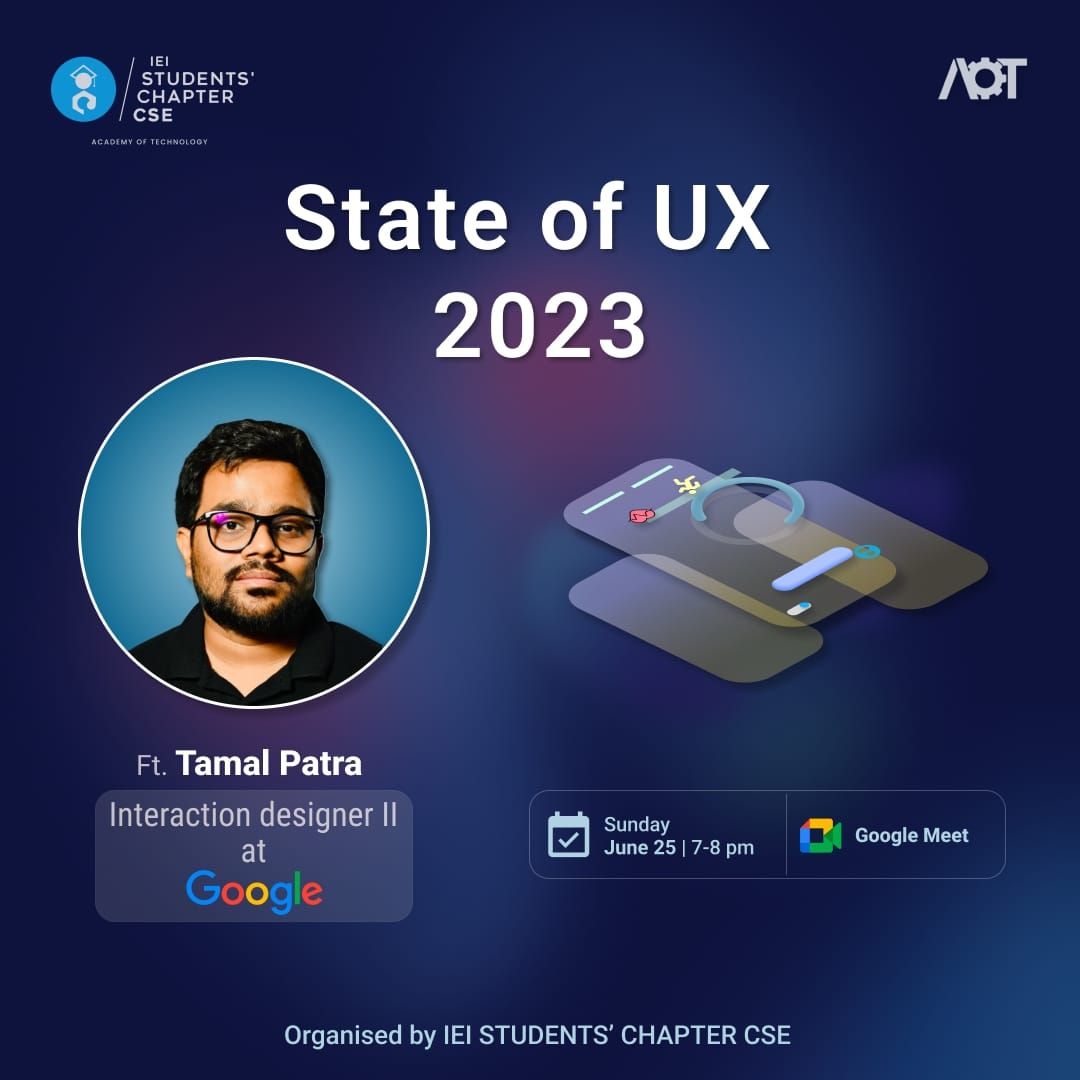 IEI
STUDENTS'
CHAPTER
CSE
ACADEMY OF TECHNOLOGY
AOT
State of UX
2023
Ft. Tamal Patra
Interaction designer II
at
Google
Sunday
June 25 | 7-8 pm
Google Meet
Organised by IEI STUDENTS’ CHAPTER CSE